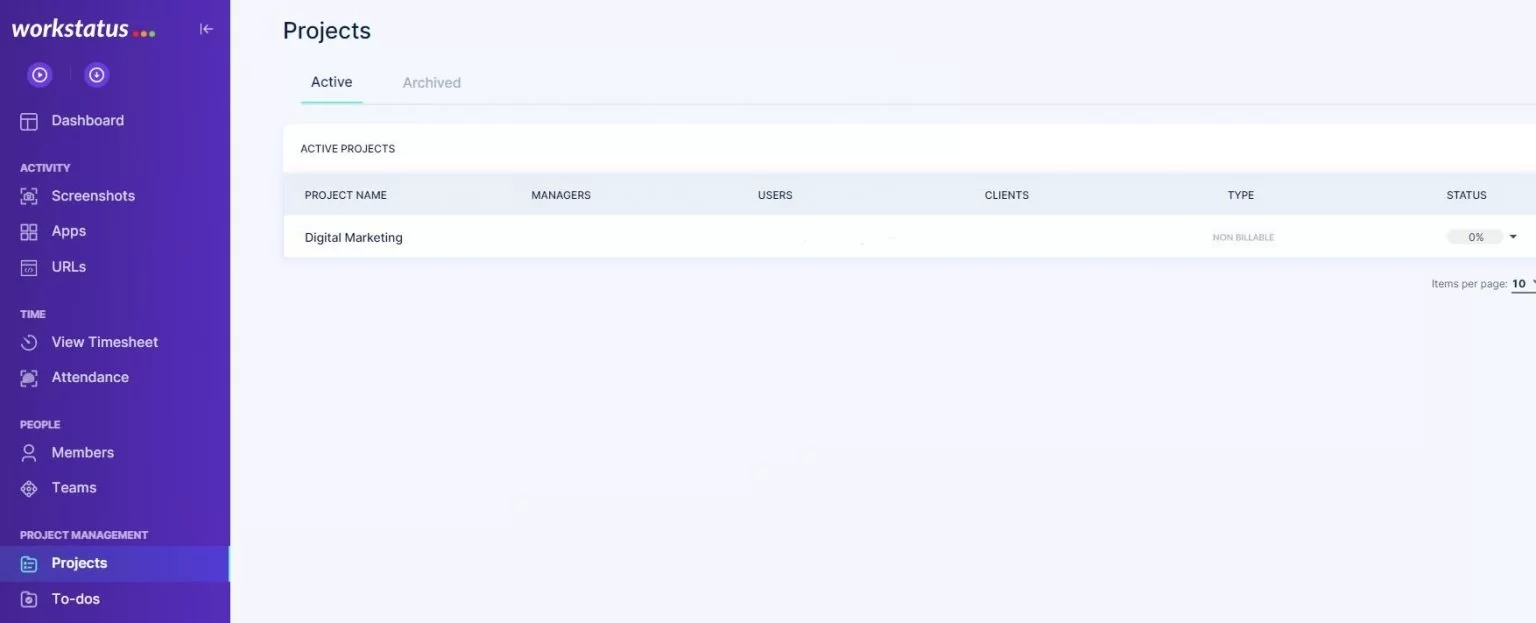 workstatus
Dashboard
ACTIVITY
Screenshots
Apps
URLs
TIME
View Timesheet
Attendance
PEOPLE
Members
Teams
PROJECT MANAGEMENT
Projects
To-dos
Projects
Active Archived
ACTIVE PROJECTS
PROJECT NAME MANAGERS USERS CLIENTS TYPE STATUS
Digital Marketing NON BILLABLE 0%
Items per page: 10